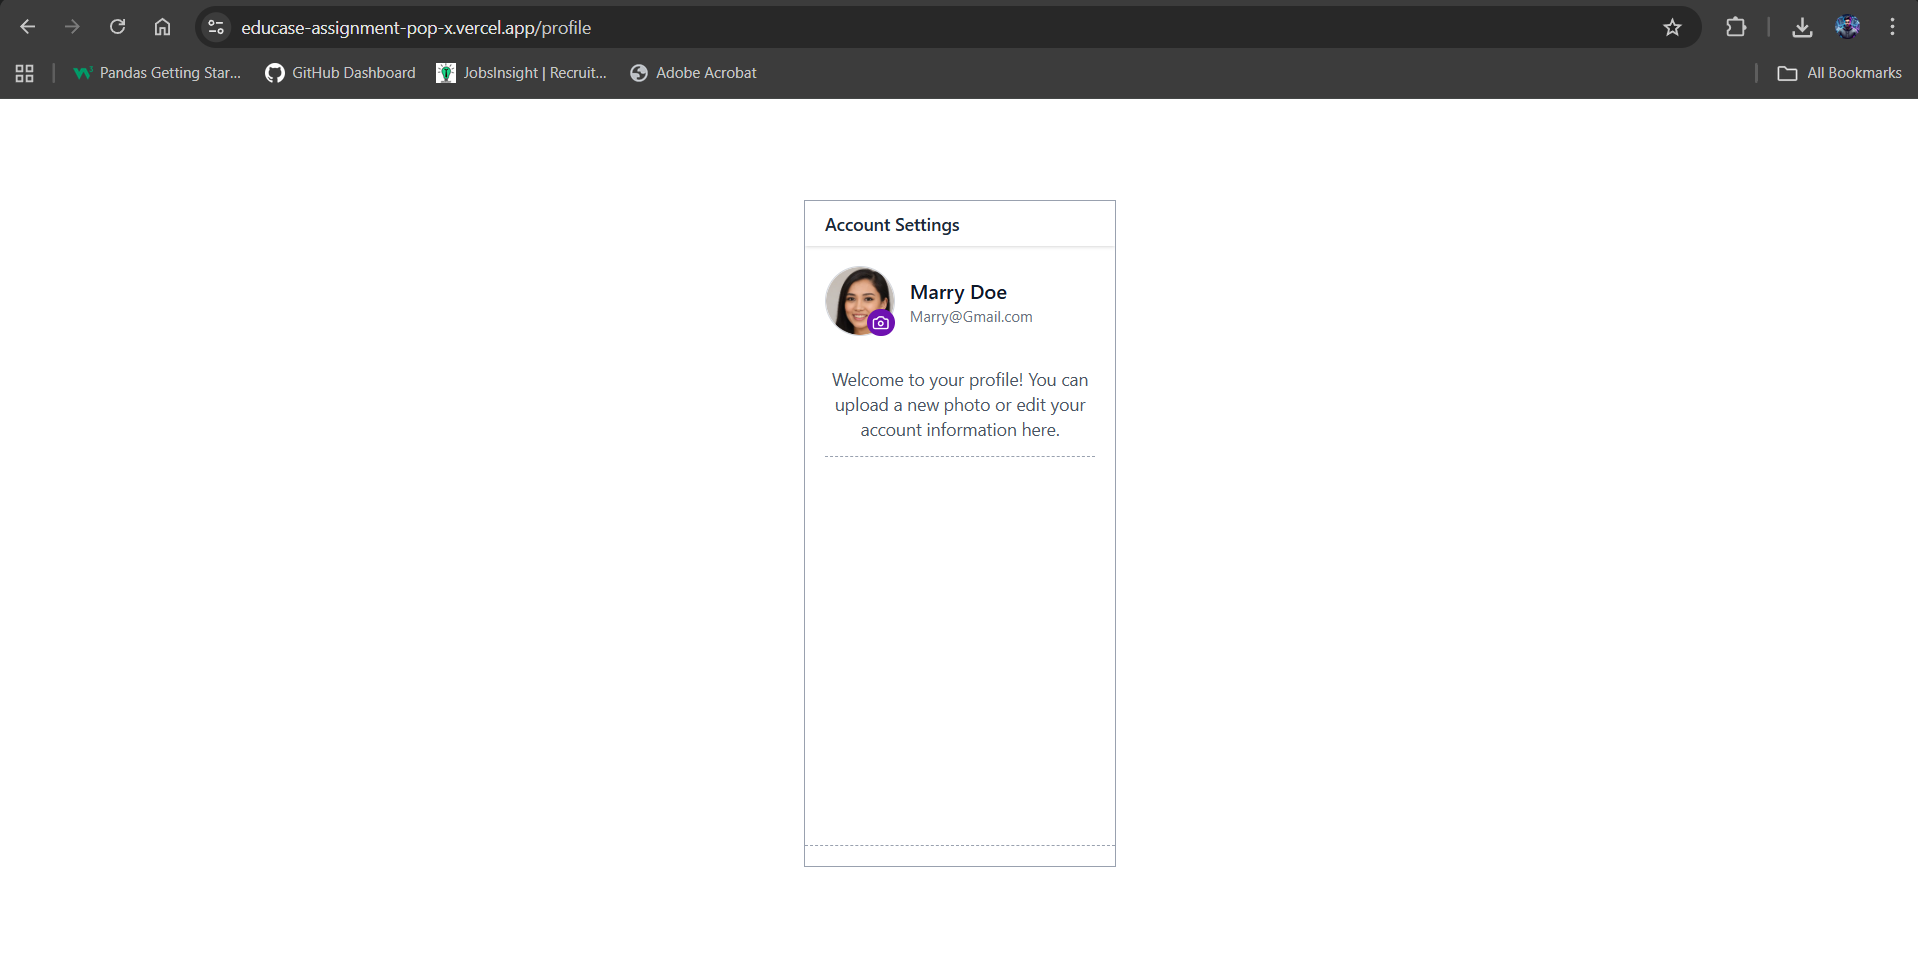 educase-assignment-pop-x.vercel.app/profile
Pandas Getting Star...
GitHub Dashboard
JobsInsight | Recruit...
Adobe Acrobat
All Bookmarks
Account Settings
Marry Doe
Marry@Gmail.com
Welcome to your profile! You can
upload a new photo or edit your
account information here.